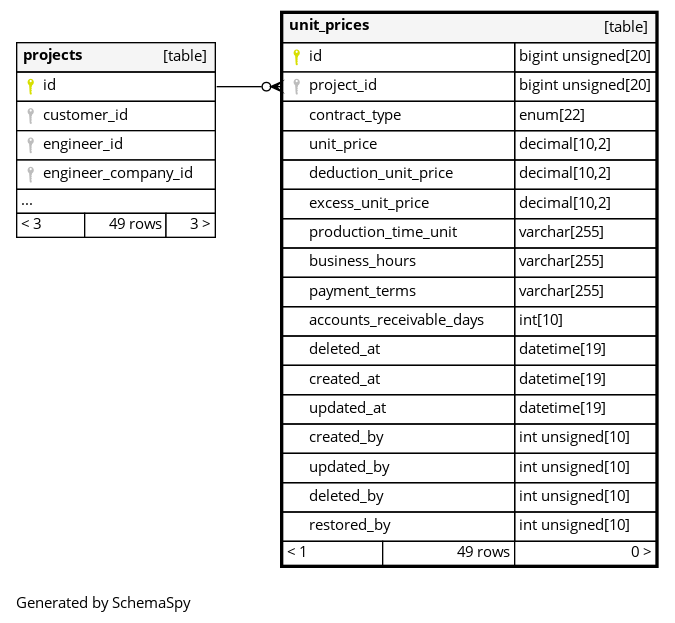 projects [table]
id
customer_id
engineer_id
engineer_company_id
...
< 3 49 rows 3 >
unit_prices [table]
id bigint unsigned[20]
project_id bigint unsigned[20]
contract_type enum[22]
unit_price decimal[10,2]
deduction_unit_price decimal[10,2]
excess_unit_price decimal[10,2]
production_time_unit varchar[255]
business_hours varchar[255]
payment_terms varchar[255]
accounts_receivable_days int[10]
deleted_at datetime[19]
created_at datetime[19]
updated_at datetime[19]
created_by int unsigned[10]
updated_by int unsigned[10]
deleted_by int unsigned[10]
restored_by int unsigned[10]
< 1 49 rows 0 >
Generated by SchemaSpy